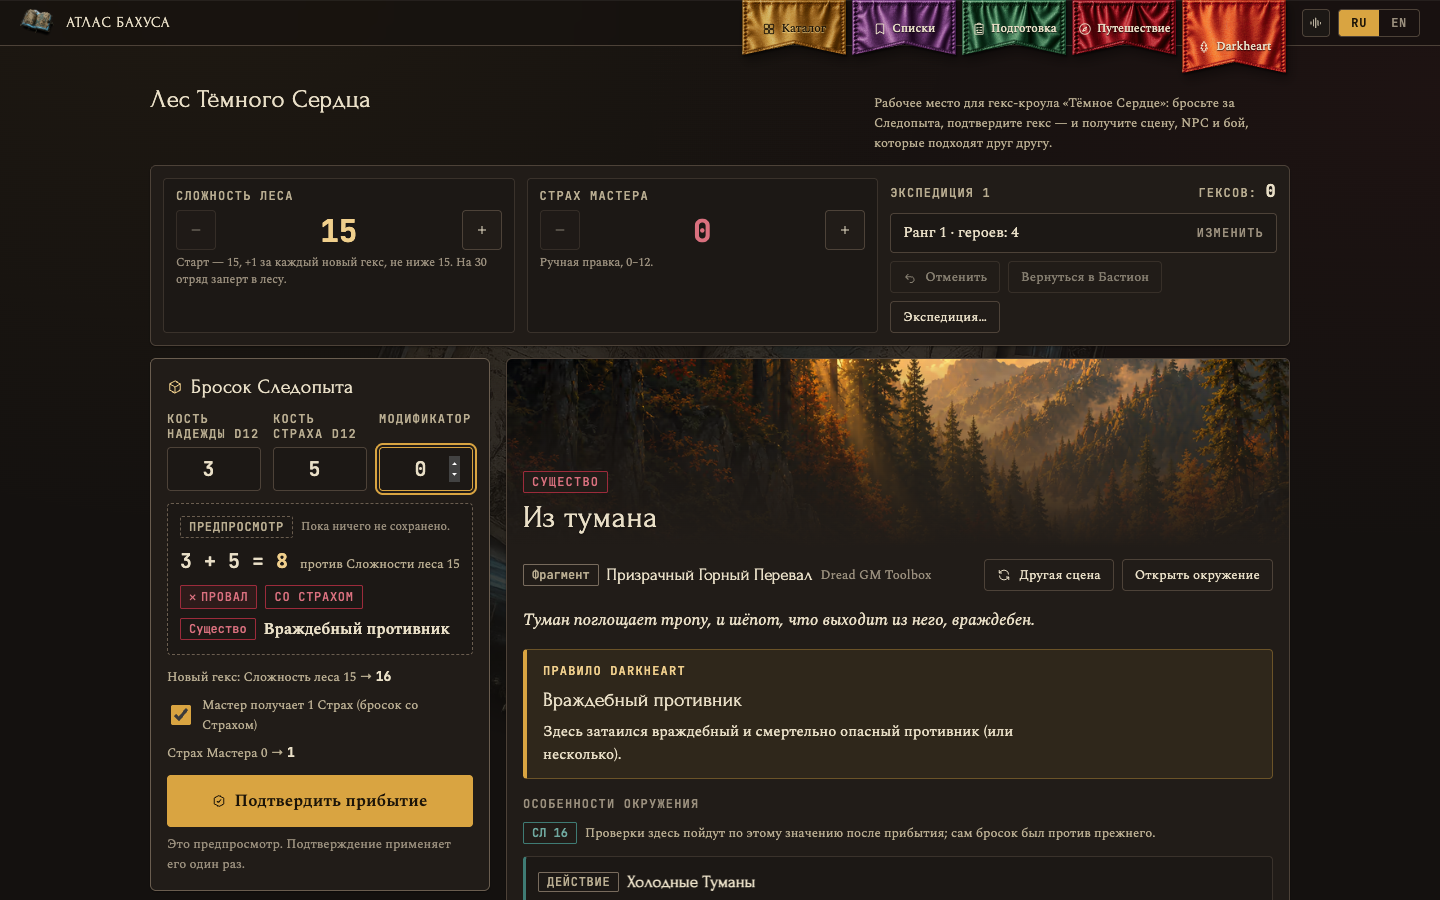 АТЛАС БАХУСА
Каталог
Списки
Подготовка
Путешествие
Darkheart
RU
EN
Лес Тёмного Сердца
Рабочее место для гекс-кроула «Тёмное Сердце»: бросьте за
Следопыта, подтвердите гекс — и получите сцену, NPC и бой,
которые подходят друг другу.
СЛОЖНОСТЬ ЛЕСА
− 15 +
Старт — 15, +1 за каждый новый гекс, не ниже 15. На 30
отряд заперт в лесу.
СТРАХ МАСТЕРА
− 0 +
Ручная правка, 0–12.
ЭКСПЕДИЦИЯ 1
ГЕКСОВ: 0
Ранг 1 · героев: 4
ИЗМЕНИТЬ
Отменить
Вернуться в Бастион
Экспедиция…
Бросок Следопыта
КОСТЬ
НАДЕЖДЫ D12
КОСТЬ
СТРАХА D12
МОДИФИКАТОР
3
5
0
ПРЕДПРОСМОТР
Пока ничего не сохранено.
3 + 5 = 8 против Сложности леса 15
× ПРОВАЛ
СО СТРАХОМ
Существо
Враждебный противник
Новый гекс: Сложность леса 15 → 16
Мастер получает 1 Страх (бросок со
Страхом)
Страх Мастера 0 → 1
Подтвердить прибытие
Это предпросмотр. Подтверждение применяет
его один раз.
СУЩЕСТВО
Из тумана
Фрагмент
Призрачный Горный Перевал
Dread GM Toolbox
Другая сцена
Открыть окружение
Туман поглощает тропу, и шёпот, что выходит из него, враждебен.
ПРАВИЛО DARKHEART
Враждебный противник
Здесь затаился враждебный и смертельно опасный противник (или
несколько).
ОСОБЕННОСТИ ОКРУЖЕНИЯ
СЛ 16
Проверки здесь пойдут по этому значению после прибытия; сам бросок был против прежнего.
ДЕЙСТВИЕ
Холодные Туманы